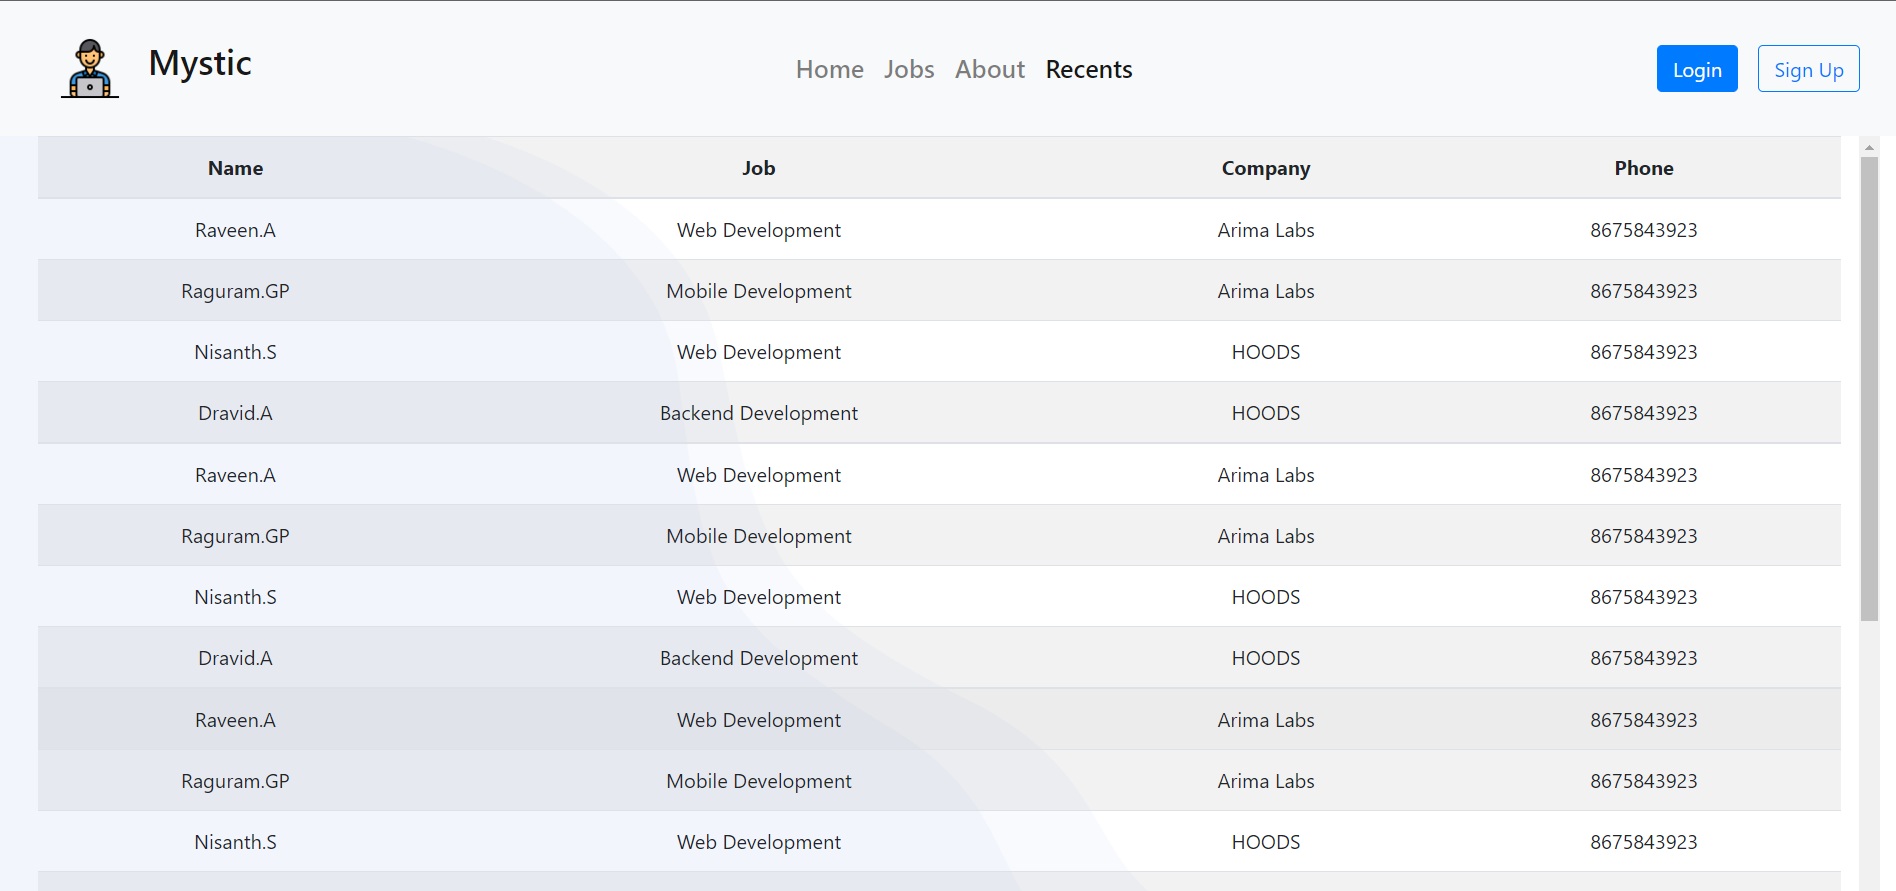 Mystic
Home Jobs About Recents
Login Sign Up
Name Job Company Phone
Raveen.A Web Development Arima Labs 8675843923
Raguram.GP Mobile Development Arima Labs 8675843923
Nisanth.S Web Development HOODS 8675843923
Dravid.A Backend Development HOODS 8675843923
Raveen.A Web Development Arima Labs 8675843923
Raguram.GP Mobile Development Arima Labs 8675843923
Nisanth.S Web Development HOODS 8675843923
Dravid.A Backend Development HOODS 8675843923
Raveen.A Web Development Arima Labs 8675843923
Raguram.GP Mobile Development Arima Labs 8675843923
Nisanth.S Web Development HOODS 8675843923